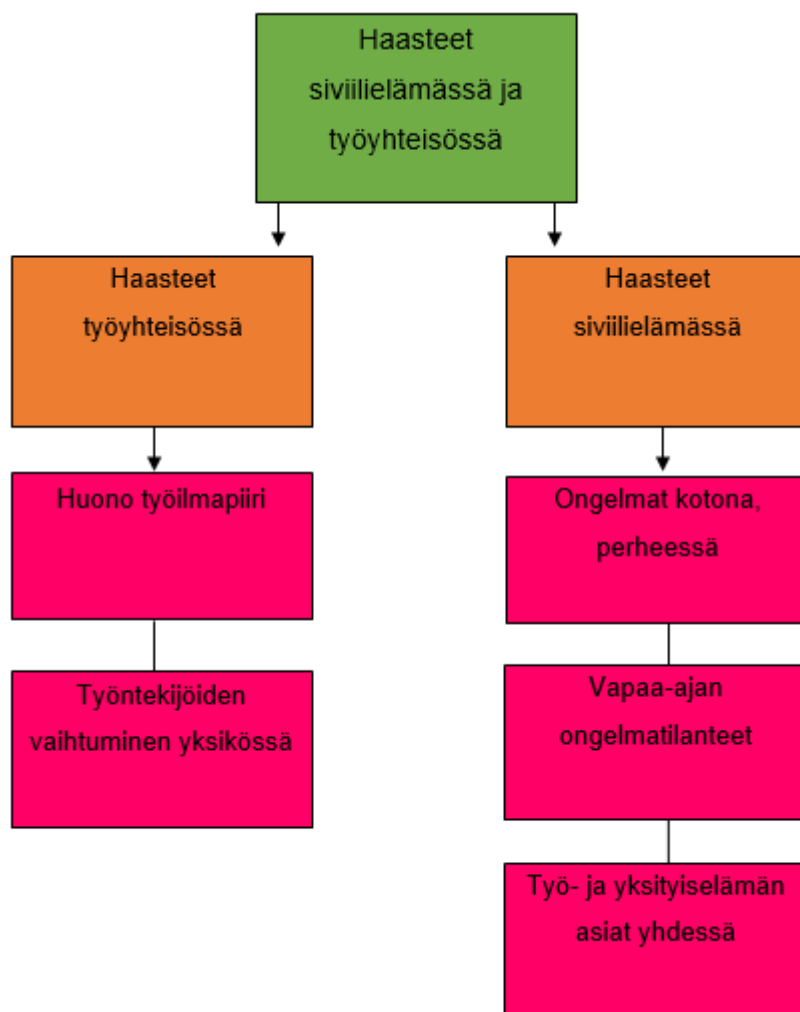 Haasteet
siviilielämässä ja
työyhteisössä
Haasteet
työyhteisössä
Huono työilmapiiri
Työntekijöiden
vaihtuminen yksikössä
Haasteet
siviilielämässä
Ongelmat kotona,
perheessä
Vapaa-ajan
ongelmatilanteet
Työ- ja yksityiselämän
asiat yhdessä